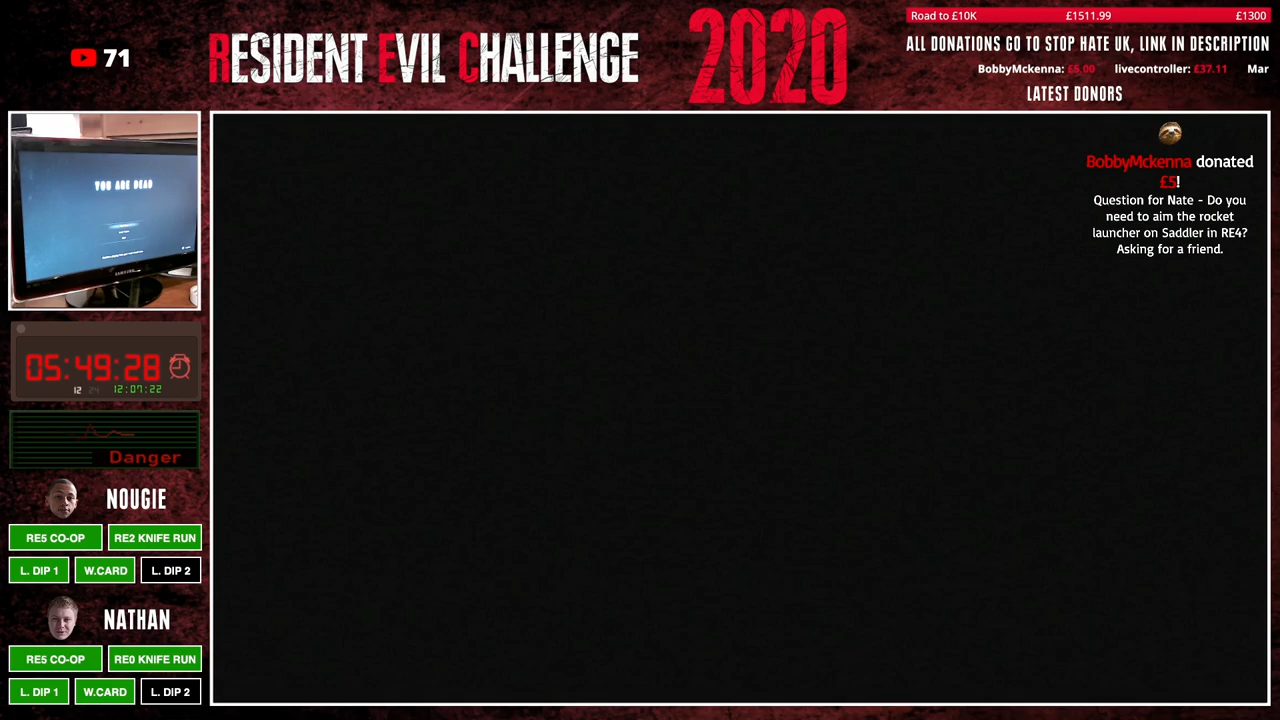 71
RESIDENT EVIL CHALLENGE
2020
Road to £10K £1511.99 £1300
ALL DONATIONS GO TO STOP HATE UK, LINK IN DESCRIPTION
BobbyMckenna: £5.00 livecontroller: £37.11 Mar
LATEST DONORS
YOU ARE DEAD
SAMSUNG
BobbyMckenna donated
£5!
Question for Nate - Do you
need to aim the rocket
launcher on Saddler in RE4?
Asking for a friend.
05:49:28
12 24 12:07:22
Danger
NOUGIE
RE5 CO-OP RE2 KNIFE RUN
L. DIP 1 W.CARD L. DIP 2
NATHAN
RE5 CO-OP RE0 KNIFE RUN
L. DIP 1 W.CARD L. DIP 2